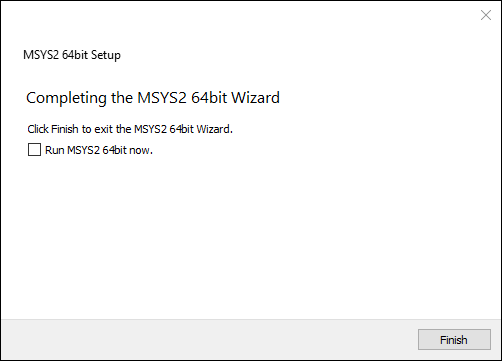 MSYS2 64bit Setup
Completing the MSYS2 64bit Wizard
Click Finish to exit the MSYS2 64bit Wizard.
Run MSYS2 64bit now.
Finish